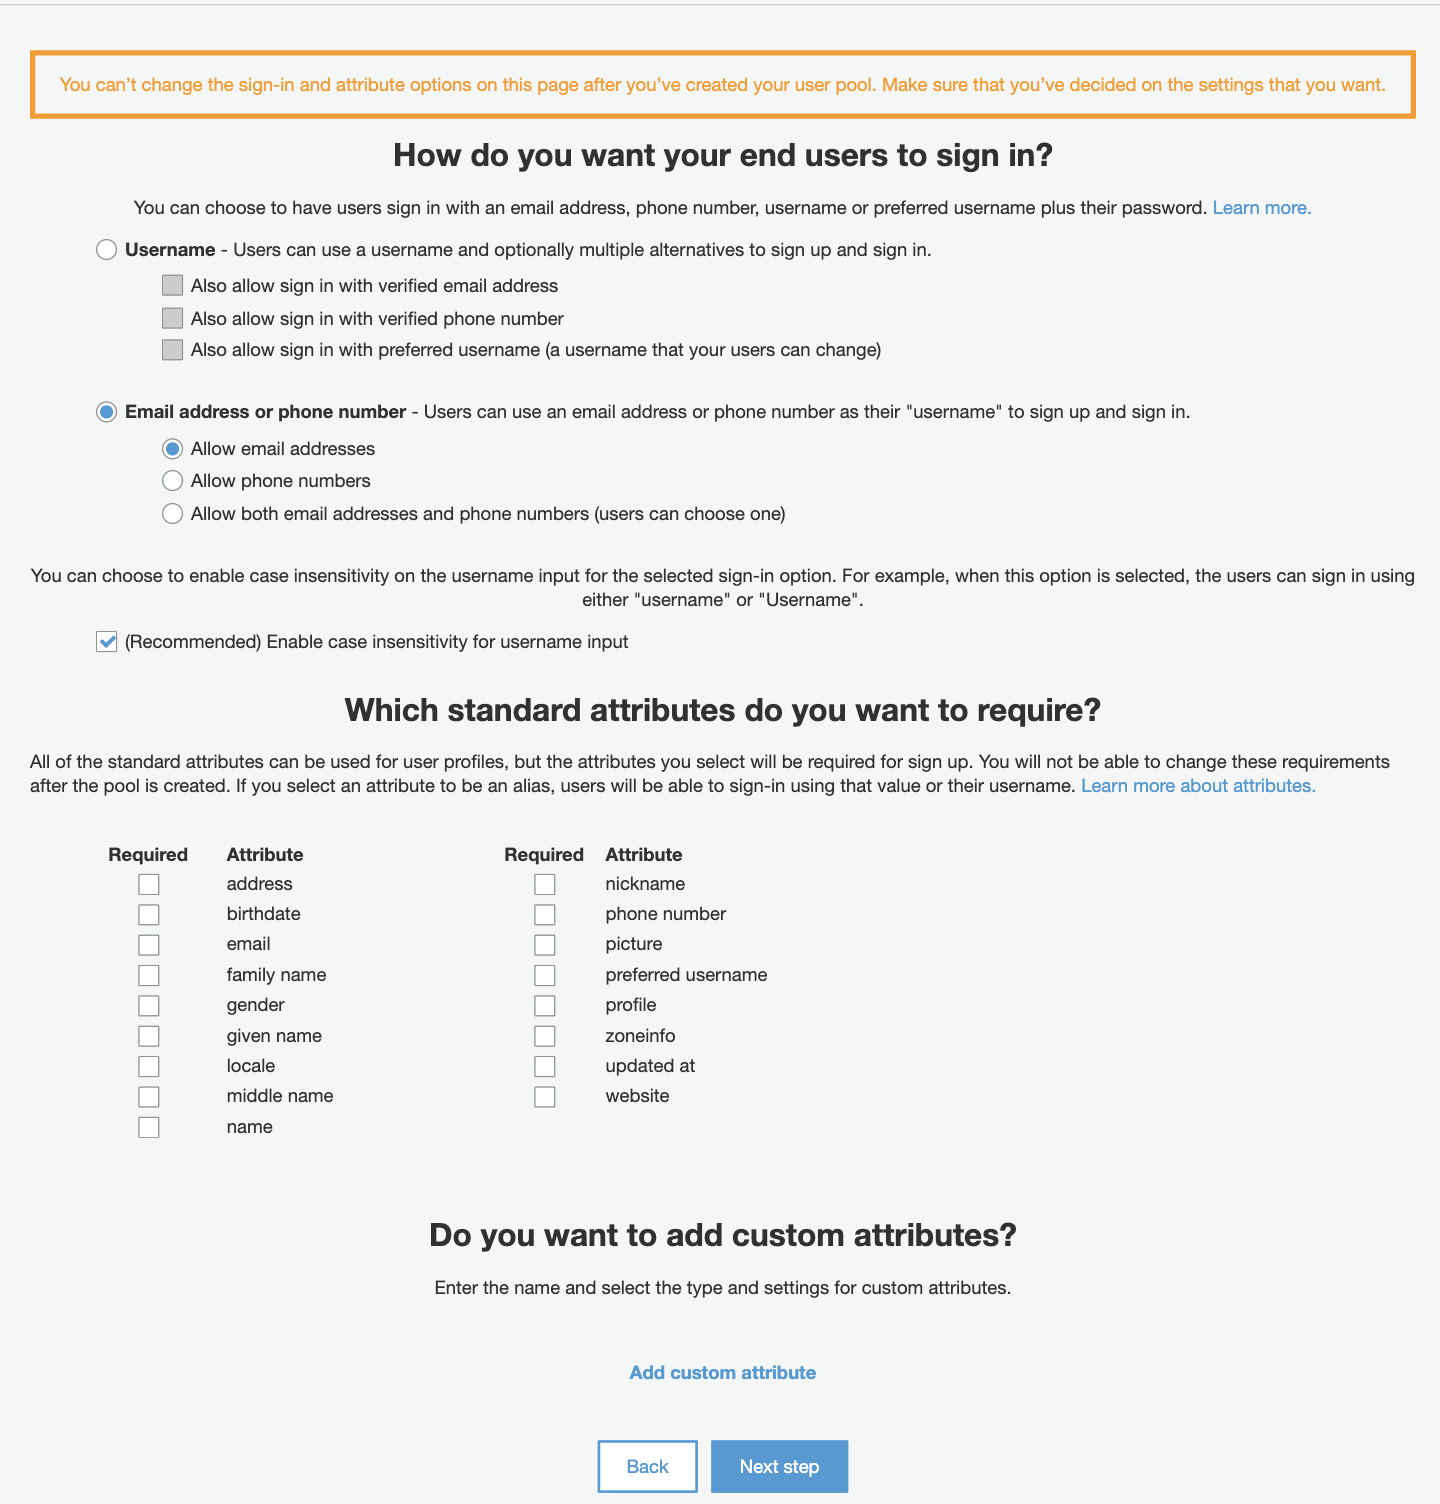 You can’t change the sign-in and attribute options on this page after you’ve created your user pool. Make sure that you’ve decided on the settings that you want.
How do you want your end users to sign in?
You can choose to have users sign in with an email address, phone number, username or preferred username plus their password. Learn more.
Username - Users can use a username and optionally multiple alternatives to sign up and sign in.
Also allow sign in with verified email address
Also allow sign in with verified phone number
Also allow sign in with preferred username (a username that your users can change)
Email address or phone number - Users can use an email address or phone number as their "username" to sign up and sign in.
Allow email addresses
Allow phone numbers
Allow both email addresses and phone numbers (users can choose one)
You can choose to enable case insensitivity on the username input for the selected sign-in option. For example, when this option is selected, the users can sign in using
either "username" or "Username".
(Recommended) Enable case insensitivity for username input
Which standard attributes do you want to require?
All of the standard attributes can be used for user profiles, but the attributes you select will be required for sign up. You will not be able to change these requirements
after the pool is created. If you select an attribute to be an alias, users will be able to sign-in using that value or their username. Learn more about attributes.
Required Attribute Required Attribute
address nickname
birthdate phone number
email picture
family name preferred username
gender profile
given name zoneinfo
locale updated at
middle name website
name
Do you want to add custom attributes?
Enter the name and select the type and settings for custom attributes.
Add custom attribute
Back Next step